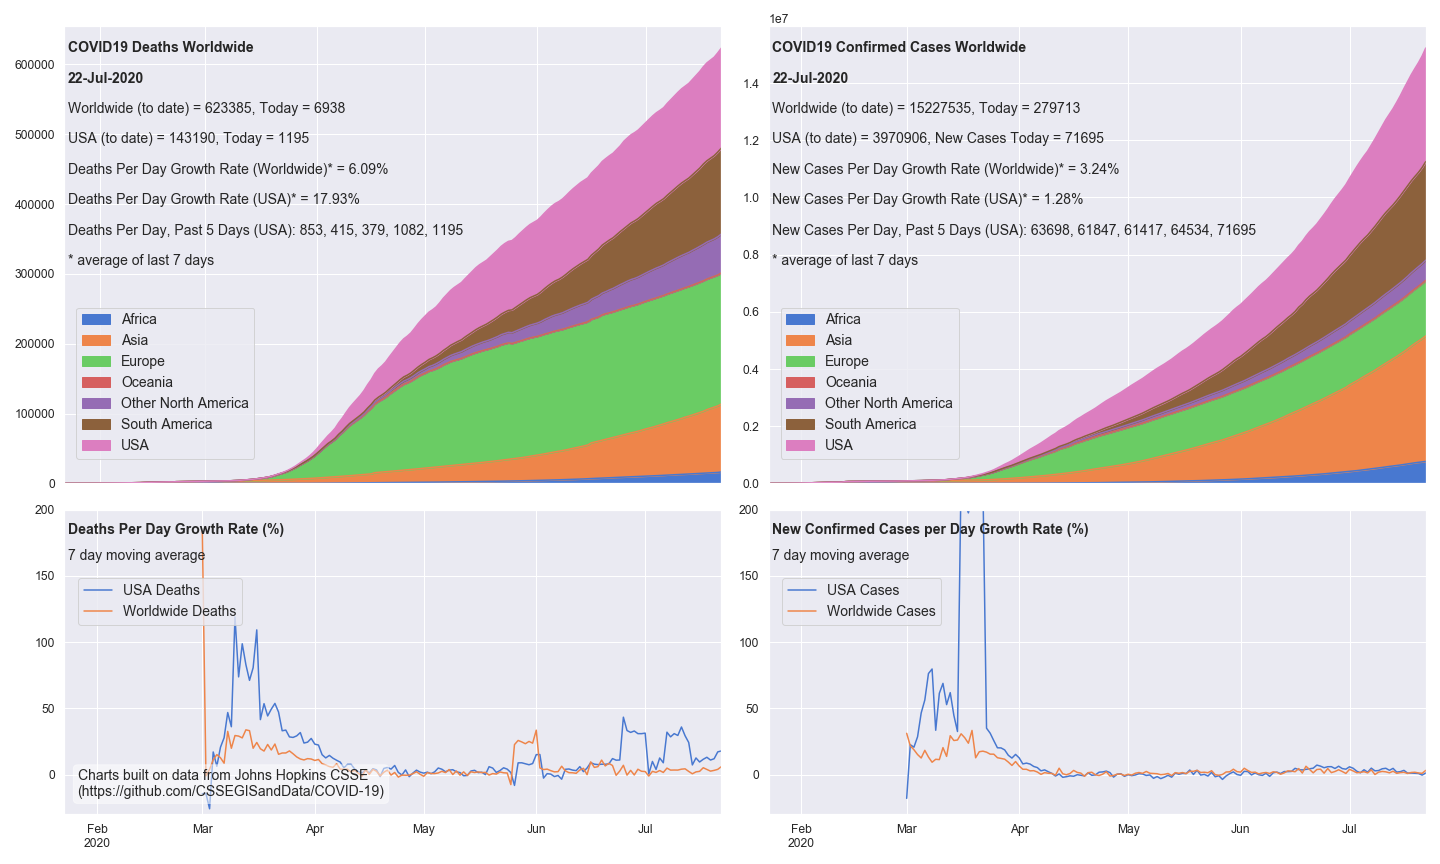 COVID19 Deaths Worldwide
22-Jul-2020
Worldwide (to date) = 623385, Today = 6938
USA (to date) = 143190, Today = 1195
Deaths Per Day Growth Rate (Worldwide)* = 6.09%
Deaths Per Day Growth Rate (USA)* = 17.93%
Deaths Per Day, Past 5 Days (USA): 853, 415, 379, 1082, 1195
* average of last 7 days
600000
500000
400000
300000
200000
100000
0
Africa
Asia
Europe
Oceania
Other North America
South America
USA
1e7
COVID19 Confirmed Cases Worldwide
22-Jul-2020
Worldwide (to date) = 15227535, Today = 279713
USA (to date) = 3970906, New Cases Today = 71695
New Cases Per Day Growth Rate (Worldwide)* = 3.24%
New Cases Per Day Growth Rate (USA)* = 1.28%
New Cases Per Day, Past 5 Days (USA): 63698, 61847, 61417, 64534, 71695
* average of last 7 days
1.4
1.2
1.0
0.8
0.6
0.4
0.2
0.0
Africa
Asia
Europe
Oceania
Other North America
South America
USA
Deaths Per Day Growth Rate (%)
7 day moving average
USA Deaths
Worldwide Deaths
200
150
100
50
0
Charts built on data from Johns Hopkins CSSE
(https://github.com/CSSEGISandData/COVID-19)
Feb Mar Apr May Jun Jul
2020
New Confirmed Cases per Day Growth Rate (%)
7 day moving average
USA Cases
Worldwide Cases
200
150
100
50
0
Feb Mar Apr May Jun Jul
2020